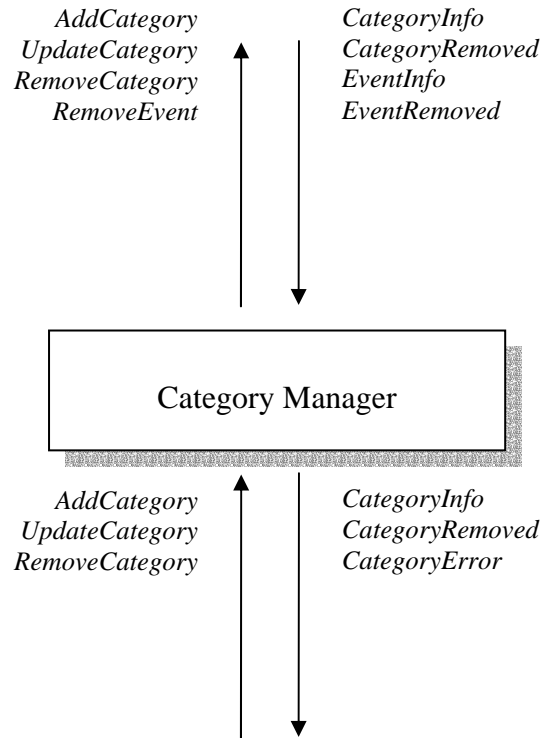 AddCategory
UpdateCategory
RemoveCategory
RemoveEvent
CategoryInfo
CategoryRemoved
EventInfo
EventRemoved
Category Manager
AddCategory
UpdateCategory
RemoveCategory
CategoryInfo
CategoryRemoved
CategoryError